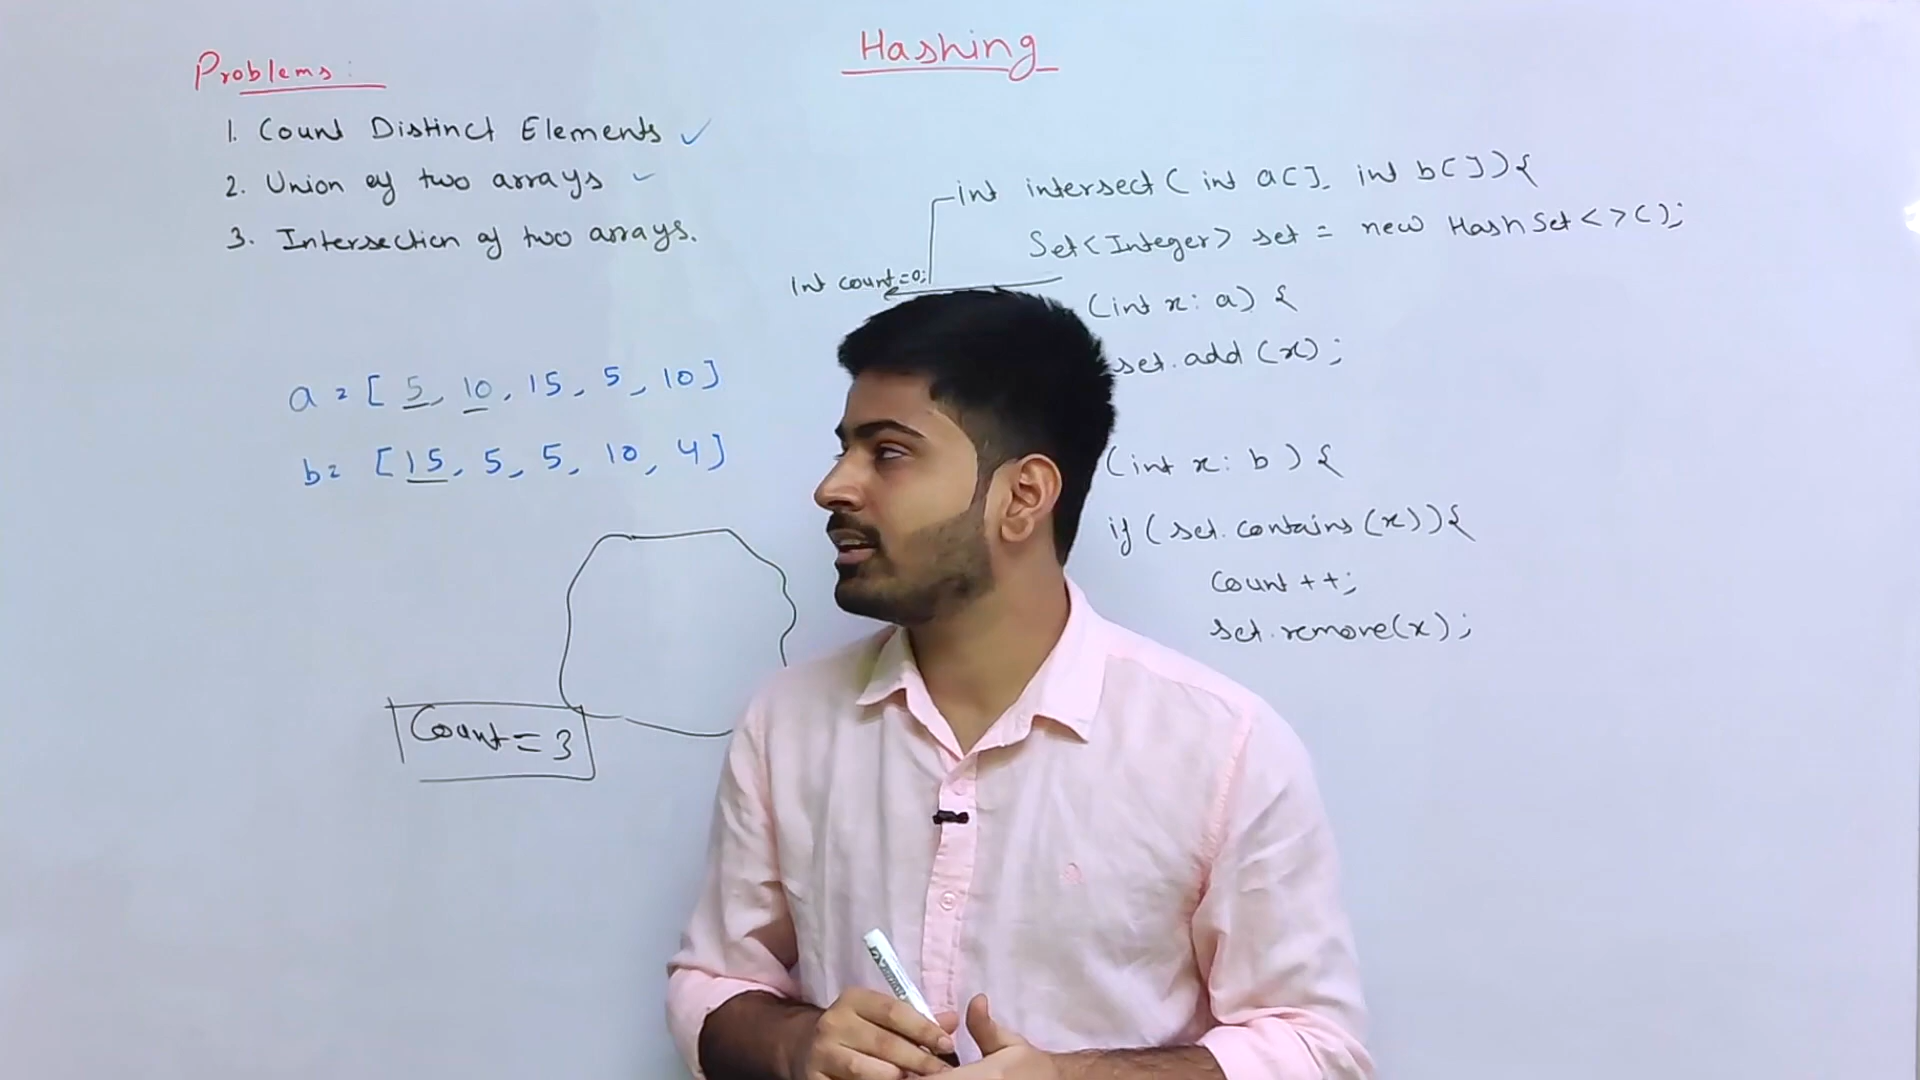 Hashing
Problems:
1. Count Distinct Elements ✓
2. Union of two arrays ✓
3. Intersection of two arrays.
a = [ 5, 10, 15, 5, 10 ]
b = [ 15, 5, 5, 10, 4 ]
Count = 3
int intersect ( int a[], int b[] ) {
Set<Integer> set = new HashSet<>();
int count = 0;
(int x : a) {
set.add (x) ;
(int x : b ) {
if ( set.contains (x)) {
Count ++;
set.remove(x) ;